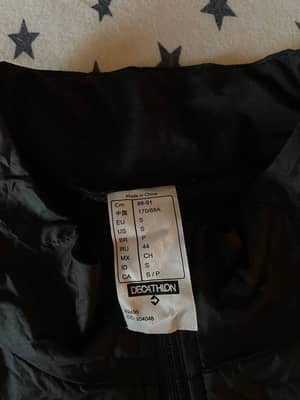 Made in China
Cm 88-91
中国 170/88A
EU S
US S
BR P
RU 44
MX CH
ID S
CA S / P
DECATHLON